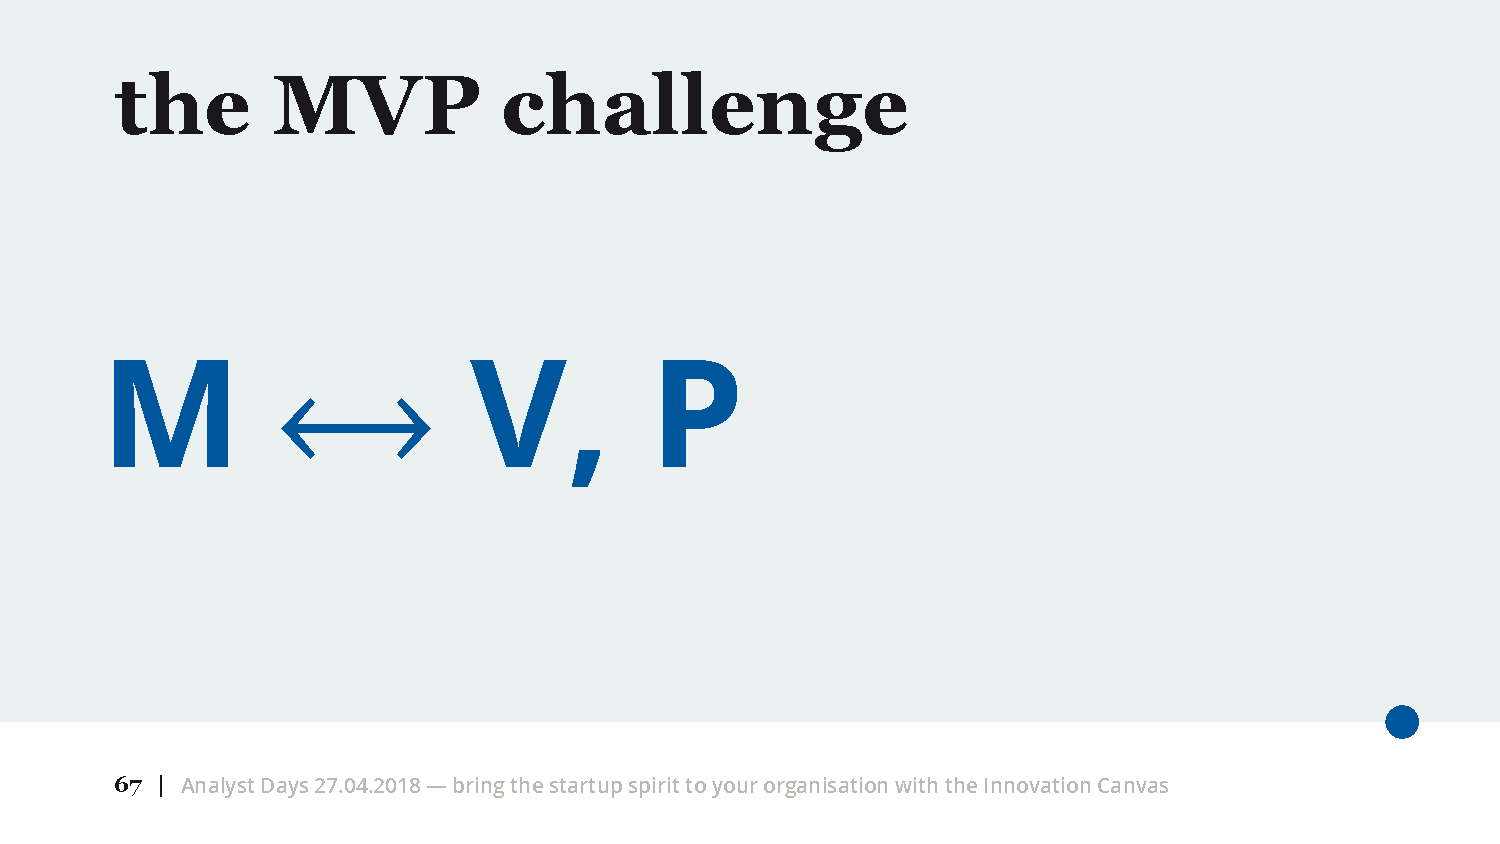 the MVP challenge
M ↔ V, P
67 | Analyst Days 27.04.2018 — bring the startup spirit to your organisation with the Innovation Canvas